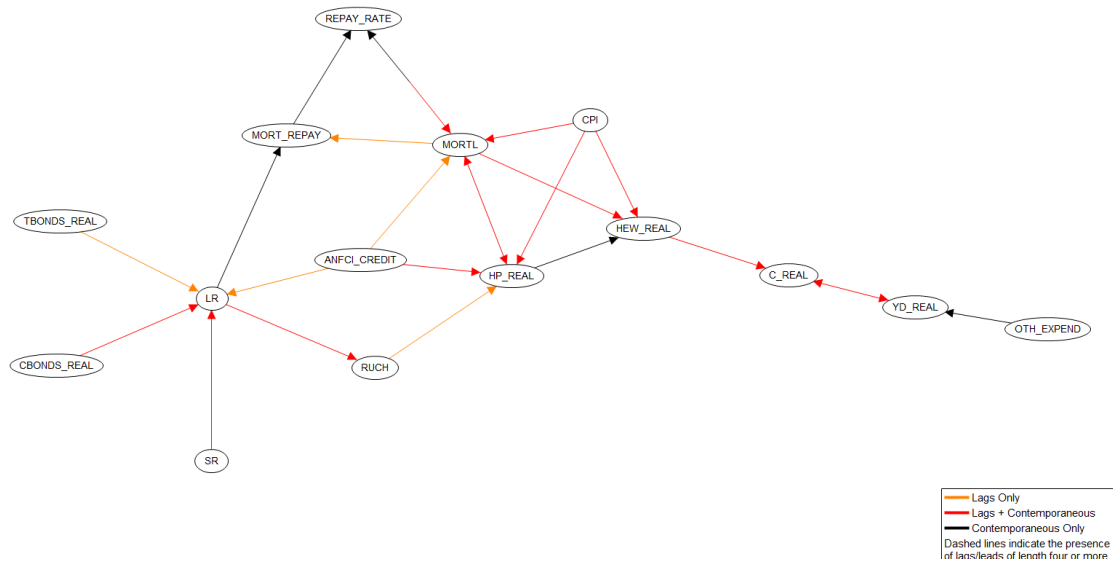 REPAY_RATE
CPI
MORT_REPAY
MORTL
TBONDS_REAL
HEW_REAL
ANFCI_CREDIT
HP_REAL
C_REAL
LR
YD_REAL
OTH_EXPEND
CBONDS_REAL
RUCH
SR
Lags Only
Lags + Contemporaneous
Contemporaneous Only
Dashed lines indicate the presence
of lags/leads of length four or more